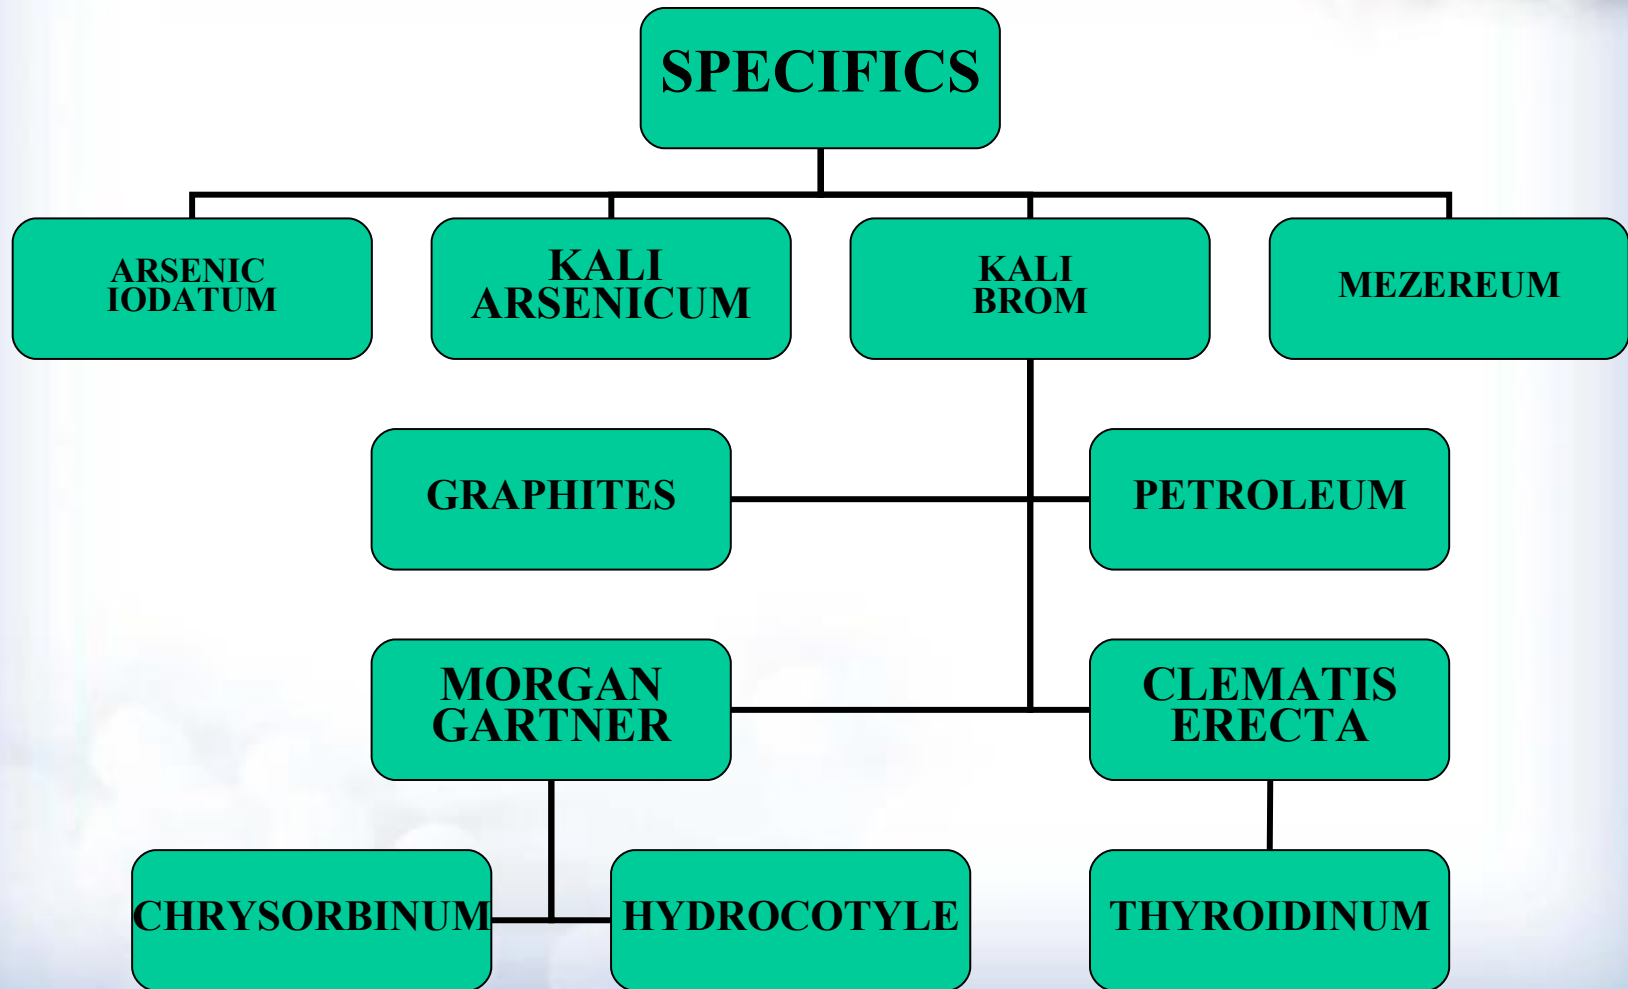 SPECIFICS
ARSENIC
IODATUM
KALI
ARSENICUM
KALI
BROM
MEZEREUM
GRAPHITES
PETROLEUM
MORGAN
GARTNER
CLEMATIS
ERECTA
CHRYSORBINUM
HYDROCOTYLE
THYROIDINUM